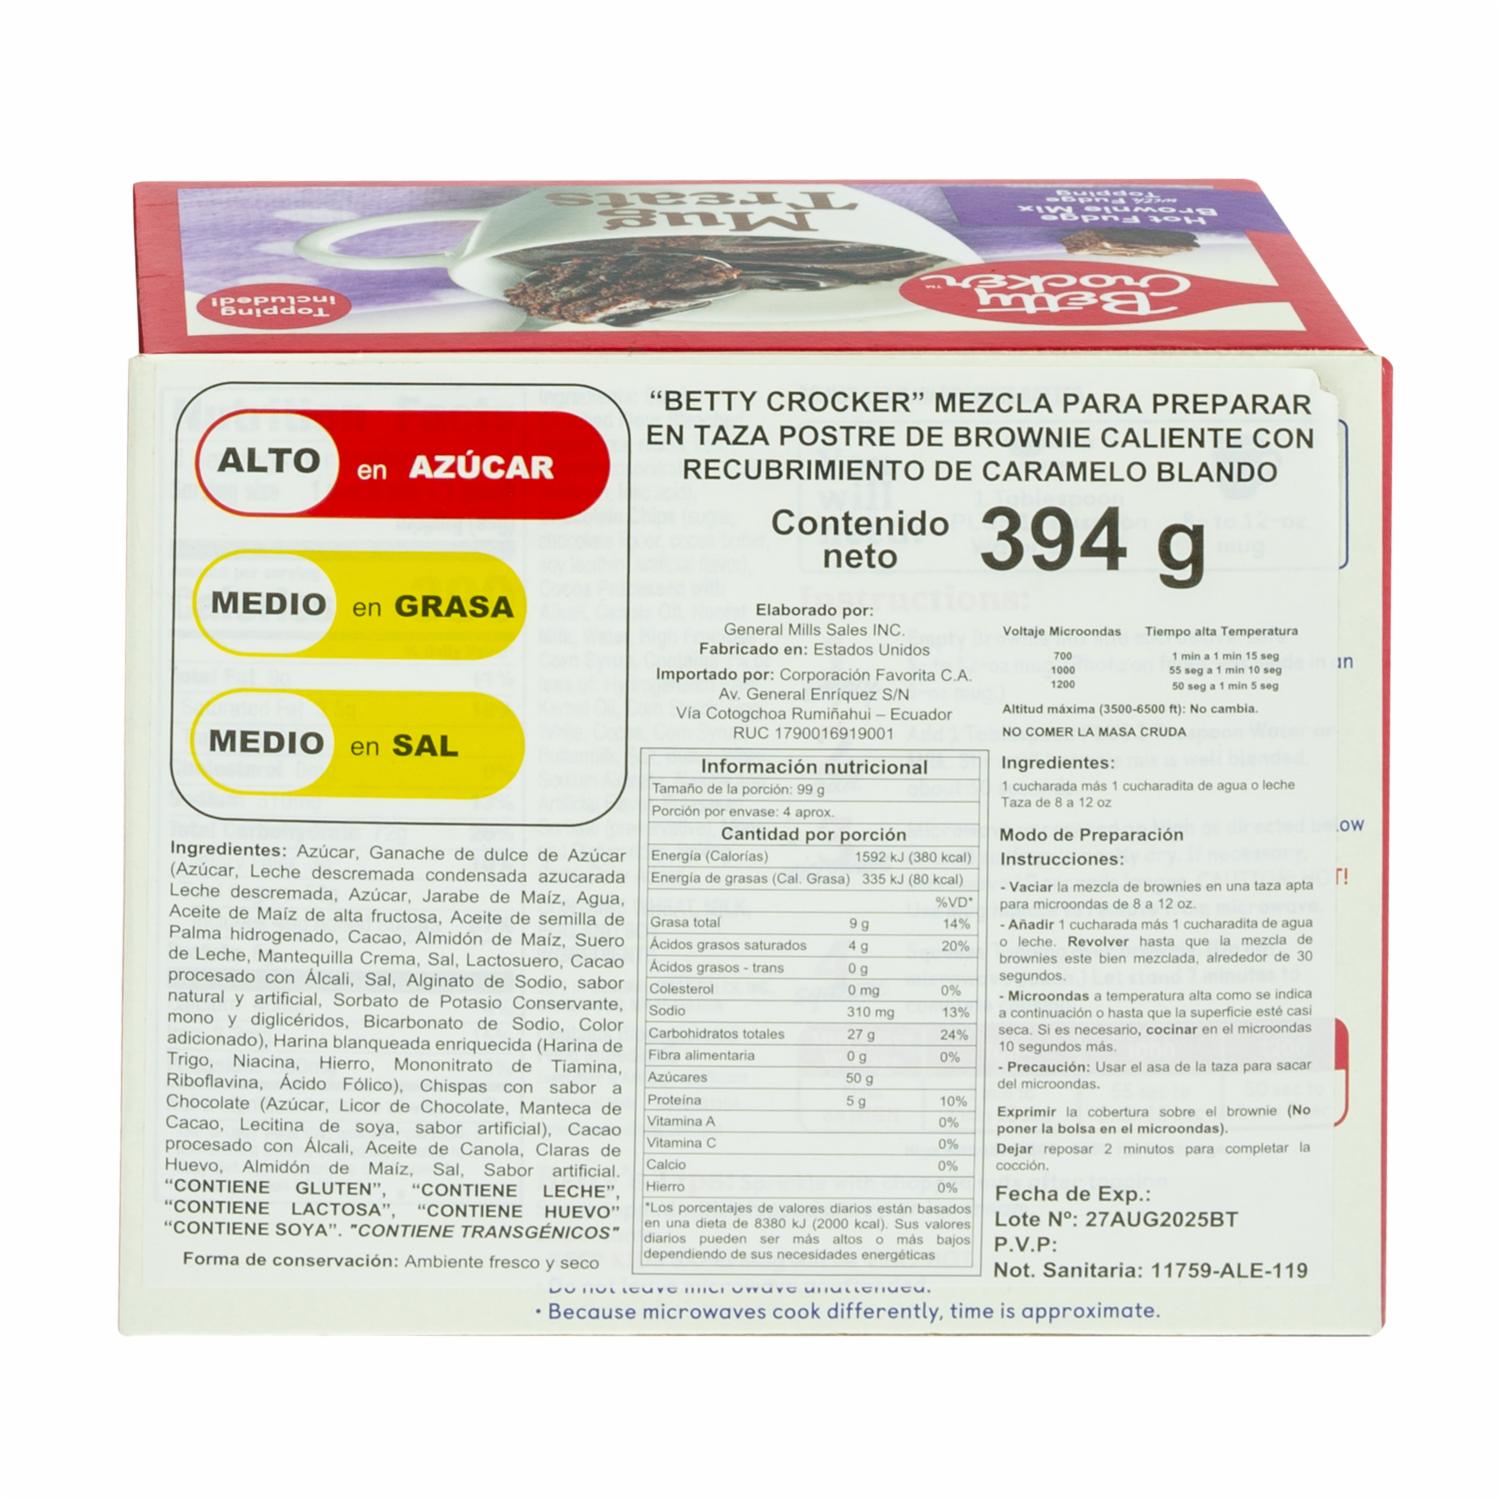 Hot Fudge
Brownie Mix
with Fudge
Topping
Betty
Crocker™
Mug
Treats
Topping
included!
ALTO en AZÚCAR
MEDIO en GRASA
MEDIO en SAL
Ingredientes: Azúcar, Ganache de dulce de Azúcar
(Azúcar, Leche descremada condensada azucarada
Leche descremada, Azúcar, Jarabe de Maíz, Agua,
Aceite de Maíz de alta fructosa, Aceite de semilla de
Palma hidrogenado, Cacao, Almidón de Maíz, Suero
de Leche, Mantequilla Crema, Sal, Lactosuero, Cacao
procesado con Álcali, Sal, Alginato de Sodio, sabor
natural y artificial, Sorbato de Potasio Conservante,
mono y diglicéridos, Bicarbonato de Sodio, Color
adicionado), Harina blanqueada enriquecida (Harina de
Trigo, Niacina, Hierro, Mononitrato de Tiamina,
Riboflavina, Ácido Fólico), Chispas con sabor a
Chocolate (Azúcar, Licor de Chocolate, Manteca de
Cacao, Lecitina de soya, sabor artificial), Cacao
procesado con Álcali, Aceite de Canola, Claras de
Huevo, Almidón de Maíz, Sal, Sabor artificial.
“CONTIENE GLUTEN”, “CONTIENE LECHE”,
“CONTIENE LACTOSA”, “CONTIENE HUEVO”
“CONTIENE SOYA”. "CONTIENE TRANSGÉNICOS"
Forma de conservación: Ambiente fresco y seco
“BETTY CROCKER” MEZCLA PARA PREPARAR
EN TAZA POSTRE DE BROWNIE CALIENTE CON
RECUBRIMIENTO DE CARAMELO BLANDO
Contenido
neto 394 g
Elaborado por:
General Mills Sales INC.
Fabricado en: Estados Unidos
Importado por: Corporación Favorita C.A.
Av. General Enríquez S/N
Vía Cotogchoa Rumiñahui – Ecuador
RUC 1790016919001
Información nutricional
Tamaño de la porción: 99 g
Porción por envase: 4 aprox.
Cantidad por porción
Energía (Calorías) 1592 kJ (380 kcal)
Energía de grasas (Cal. Grasa) 335 kJ (80 kcal)
%VD*
Grasa total 9 g 14%
Ácidos grasos saturados 4 g 20%
Ácidos grasos - trans 0 g
Colesterol 0 mg 0%
Sodio 310 mg 13%
Carbohidratos totales 27 g 24%
Fibra alimentaria 0 g 0%
Azúcares 50 g
Proteína 5 g 10%
Vitamina A 0%
Vitamina C 0%
Calcio 0%
Hierro 0%
*Los porcentajes de valores diarios están basados
en una dieta de 8380 kJ (2000 kcal). Sus valores
diarios pueden ser más altos o más bajos
dependiendo de sus necesidades energéticas
Voltaje Microondas Tiempo alta Temperatura
700 1 min a 1 min 15 seg
1000 55 seg a 1 min 10 seg
1200 50 seg a 1 min 5 seg
Altitud máxima (3500-6500 ft): No cambia.
NO COMER LA MASA CRUDA
Ingredientes:
1 cucharada más 1 cucharadita de agua o leche
Taza de 8 a 12 oz
Modo de Preparación
Instrucciones:
- Vaciar la mezcla de brownies en una taza apta
para microondas de 8 a 12 oz.
- Añadir 1 cucharada más 1 cucharadita de agua
o leche. Revolver hasta que la mezcla de
brownies este bien mezclada, alrededor de 30
segundos.
- Microondas a temperatura alta como se indica
a continuación o hasta que la superficie esté casi
seca. Si es necesario, cocinar en el microondas
10 segundos más.
- Precaución: Usar el asa de la taza para sacar
del microondas.
Exprimir la cobertura sobre el brownie (No
poner la bolsa en el microondas).
Dejar reposar 2 minutos para completar la
cocción.
Fecha de Exp.:
Lote Nº: 27AUG2025BT
P.V.P:
Not. Sanitaria: 11759-ALE-119
Do not leave microwave unattended.
• Because microwaves cook differently, time is approximate.